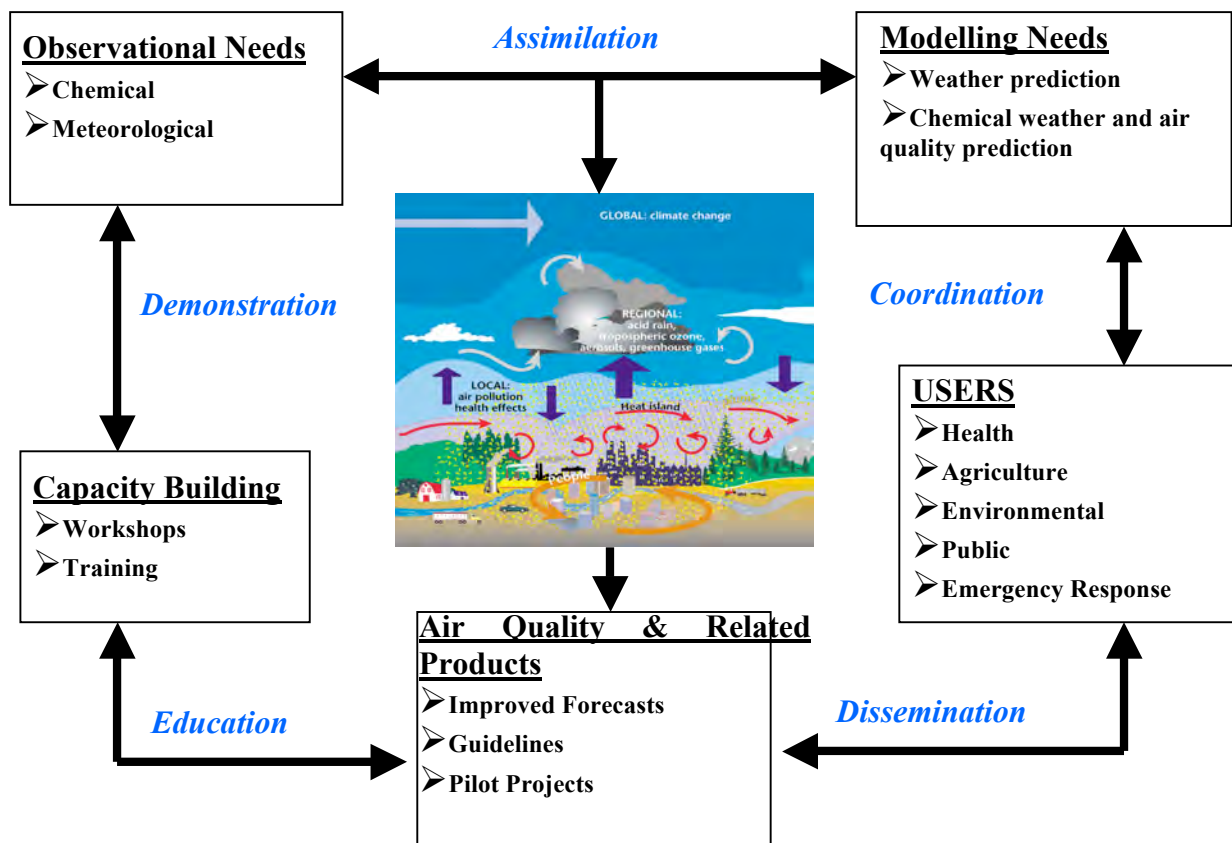 Observational Needs
➢Chemical
➢Meteorological
Assimilation
Modelling Needs
➢Weather prediction
➢Chemical weather and air
quality prediction
GLOBAL: climate change
REGIONAL:
acid rain,
tropospheric ozone,
aerosols, greenhouse gases
LOCAL:
air pollution
health effects
Heat island
People
Demonstration
Coordination
Capacity Building
➢Workshops
➢Training
USERS
➢Health
➢Agriculture
➢Environmental
➢Public
➢Emergency Response
Education
Air Quality & Related
Products
➢Improved Forecasts
➢Guidelines
➢Pilot Projects
Dissemination